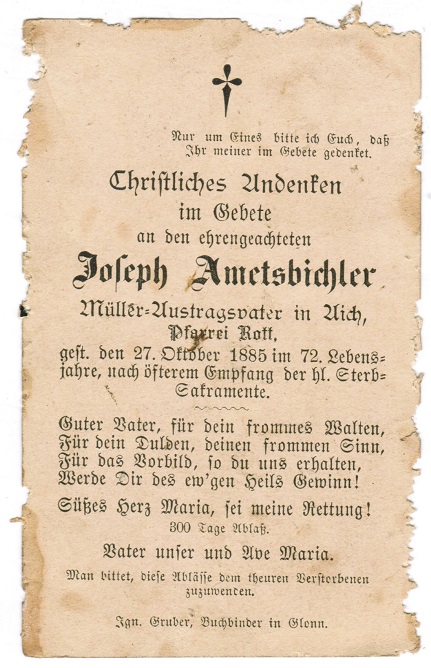 Nur um Eines bitte ich Euch, daß
Ihr meiner im Gebete gedenket.
Christliches Andenken
im Gebete
an den ehrengeachteten
Joseph Ametsbichler
Müller-Austragsvater in Aich,
Pfarrei Rott,
gest. den 27. Oktober 1885 im 72. Lebens-
jahre, nach öfterem Empfang der hl. Sterb-
Sakramente.
Guter Vater, für dein frommes Walten,
Für dein Dulden, deinen frommen Sinn,
Für das Vorbild, so du uns erhalten,
Werde Dir des ew'gen Heils Gewinn!
Süßes Herz Maria, sei meine Rettung!
300 Tage Ablaß.
Vater unser und Ave Maria.
Man bittet, diese Ablässe dem theuren Verstorbenen
zuzuwenden.
Ign. Gruber, Buchbinder in Glonn.